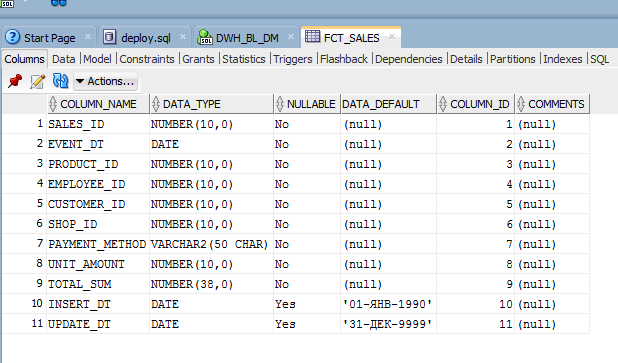 Start Page deploy.sql DWH_BL_DM FCT_SALES
Columns Data Model Constraints Grants Statistics Triggers Flashback Dependencies Details Partitions Indexes SQL
Actions...
COLUMN_NAME DATA_TYPE NULLABLE DATA_DEFAULT COLUMN_ID COMMENTS
1 SALES_ID NUMBER(10,0) No (null) 1 (null)
2 EVENT_DT DATE No (null) 2 (null)
3 PRODUCT_ID NUMBER(10,0) No (null) 3 (null)
4 EMPLOYEE_ID NUMBER(10,0) No (null) 4 (null)
5 CUSTOMER_ID NUMBER(10,0) No (null) 5 (null)
6 SHOP_ID NUMBER(10,0) No (null) 6 (null)
7 PAYMENT_METHOD VARCHAR2(50 CHAR) No (null) 7 (null)
8 UNIT_AMOUNT NUMBER(10,0) No (null) 8 (null)
9 TOTAL_SUM NUMBER(38,0) No (null) 9 (null)
10 INSERT_DT DATE Yes '01-ЯНВ-1990' 10 (null)
11 UPDATE_DT DATE Yes '31-ДЕК-9999' 11 (null)